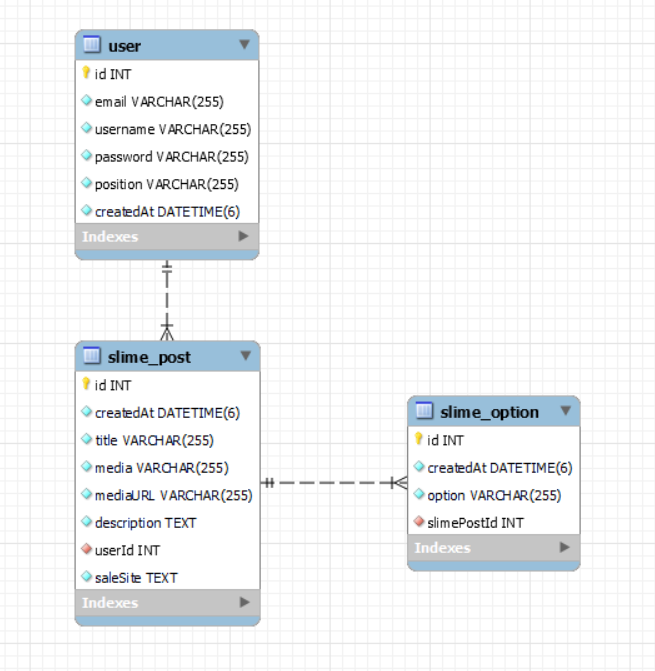 user
id INT
email VARCHAR(255)
username VARCHAR(255)
password VARCHAR(255)
position VARCHAR(255)
createdAt DATETIME(6)
Indexes
slime_post
id INT
createdAt DATETIME(6)
title VARCHAR(255)
media VARCHAR(255)
mediaURL VARCHAR(255)
description TEXT
userId INT
saleSite TEXT
Indexes
slime_option
id INT
createdAt DATETIME(6)
option VARCHAR(255)
slimePostId INT
Indexes